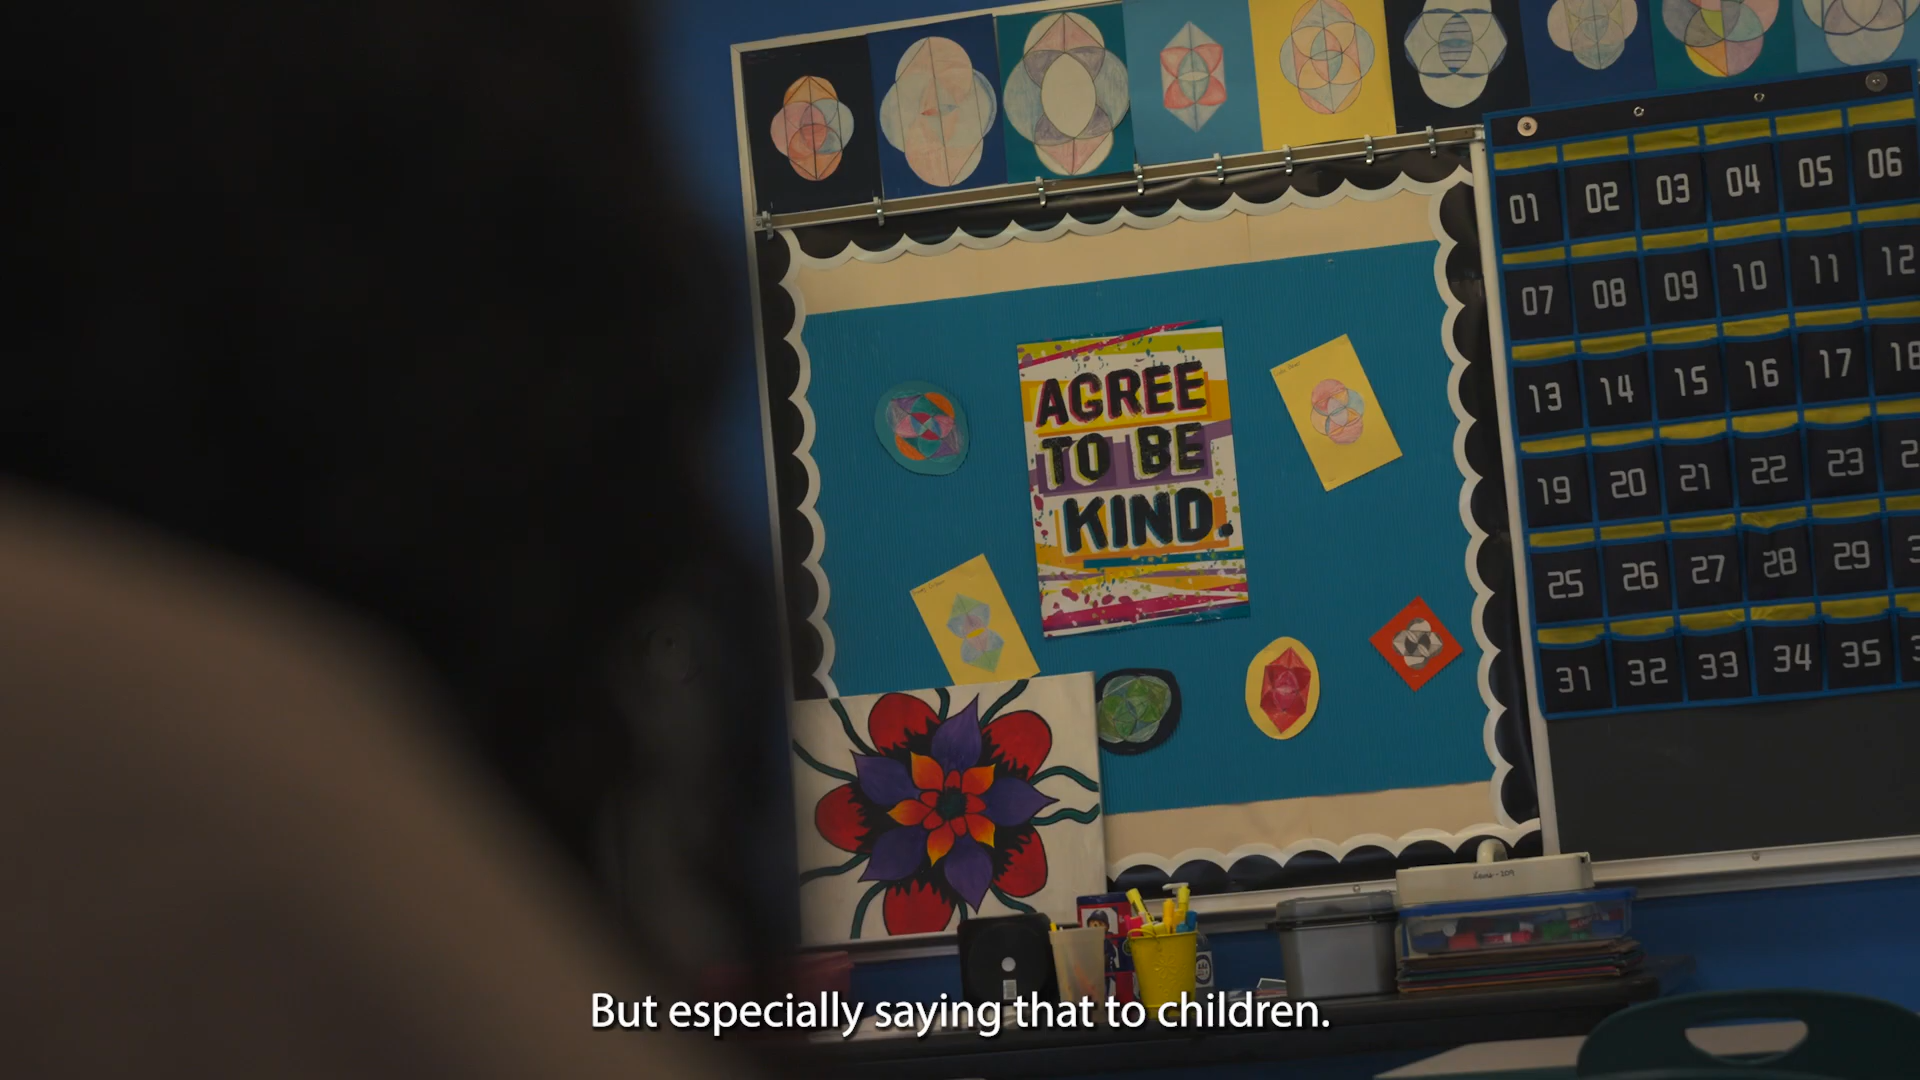 AGREE
TO BE
KIND.
01 02 03 04 05 06
07 08 09 10 11 12
13 14 15 16 17 18
19 20 21 22 23
25 26 27 28 29
31 32 33 34 35
But especially saying that to children.